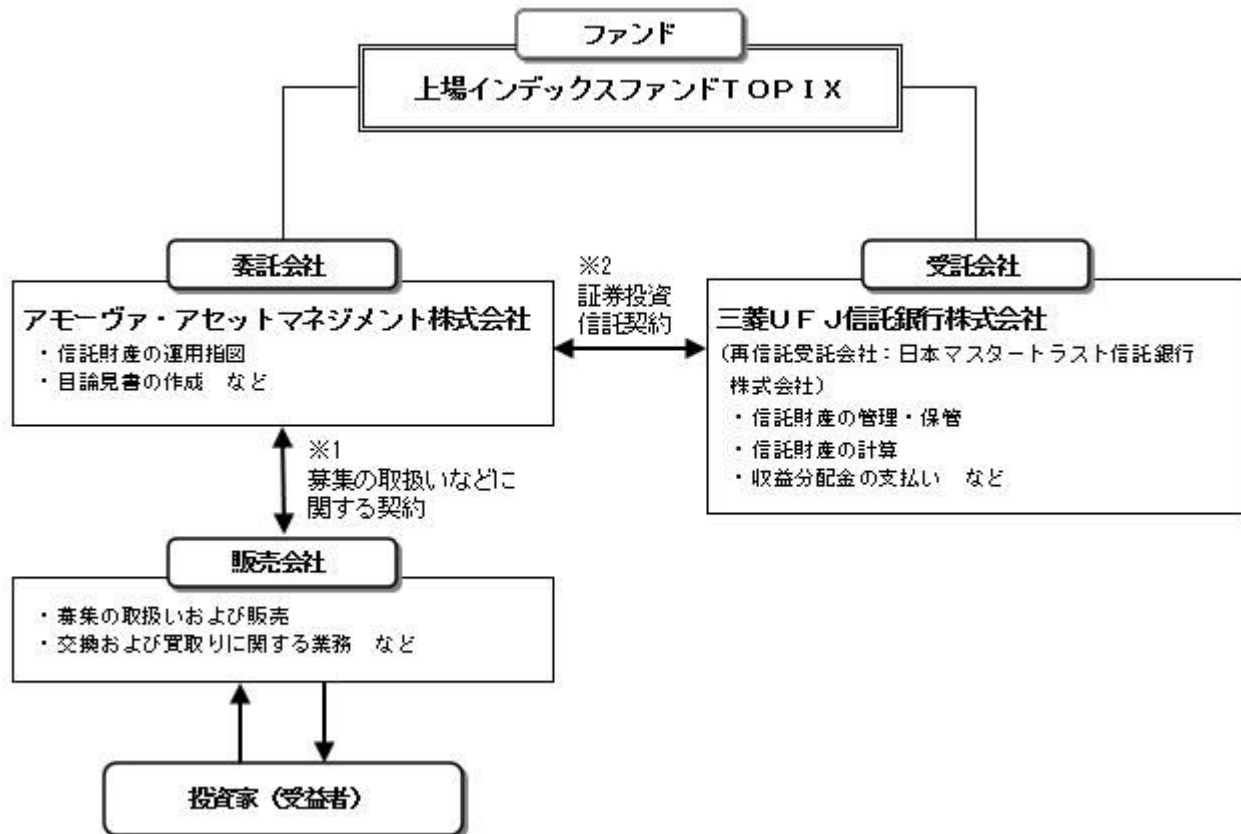 ファンド
上場インデックスファンドTOPIX
委託会社
アモーヴァ・アセットマネジメント株式会社
・信託財産の運用指図
・目論見書の作成　など
※2
証券投資
信託契約
受託会社
三菱UFJ信託銀行株式会社
(再信託受託会社：日本マスタートラスト信託銀行
株式会社)
・信託財産の管理・保管
・信託財産の計算
・収益分配金の支払い　など
※1
募集の取扱いなどに
関する契約
販売会社
・募集の取扱いおよび販売
・交換および買取りに関する業務　など
投資家（受益者）